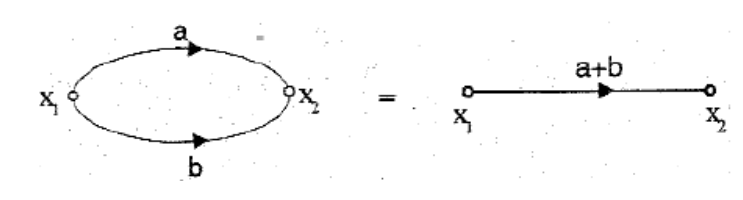 a
x₁ x₂ = a+b
b x₁ x₂